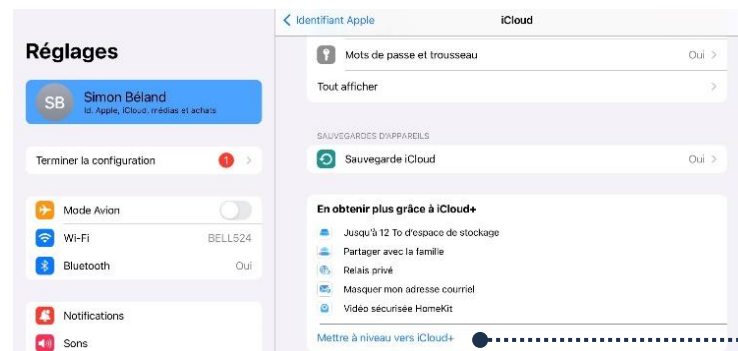 Identifiant Apple
iCloud
Réglages
SB
Simon Béland
Id. Apple, iCloud, médias et achats
Terminer la configuration
1
Mode Avion
Wi-Fi
BELL524
Bluetooth
Oui
Notifications
Sons
Mots de passe et trousseau
Oui
Tout afficher
SAUVEGARDES D'APPAREILS
Sauvegarde iCloud
Oui
En obtenir plus grâce à iCloud+
Jusqu'à 12 To d'espace de stockage
Partager avec la famille
Relais privé
Masquer mon adresse courriel
Vidéo sécurisée HomeKit
Mettre à niveau vers iCloud+